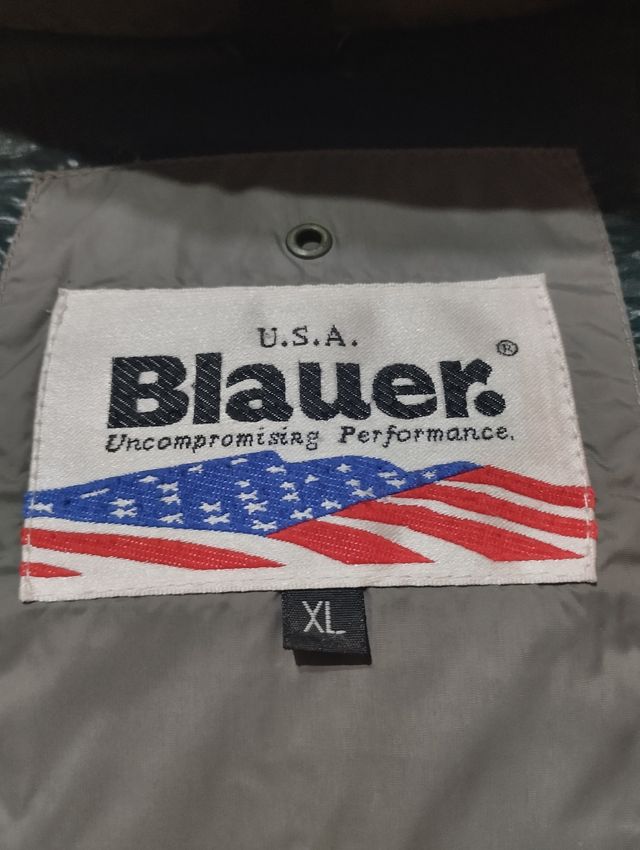 U.S.A.
Blauer.®
Uncompromising Performance.
XL